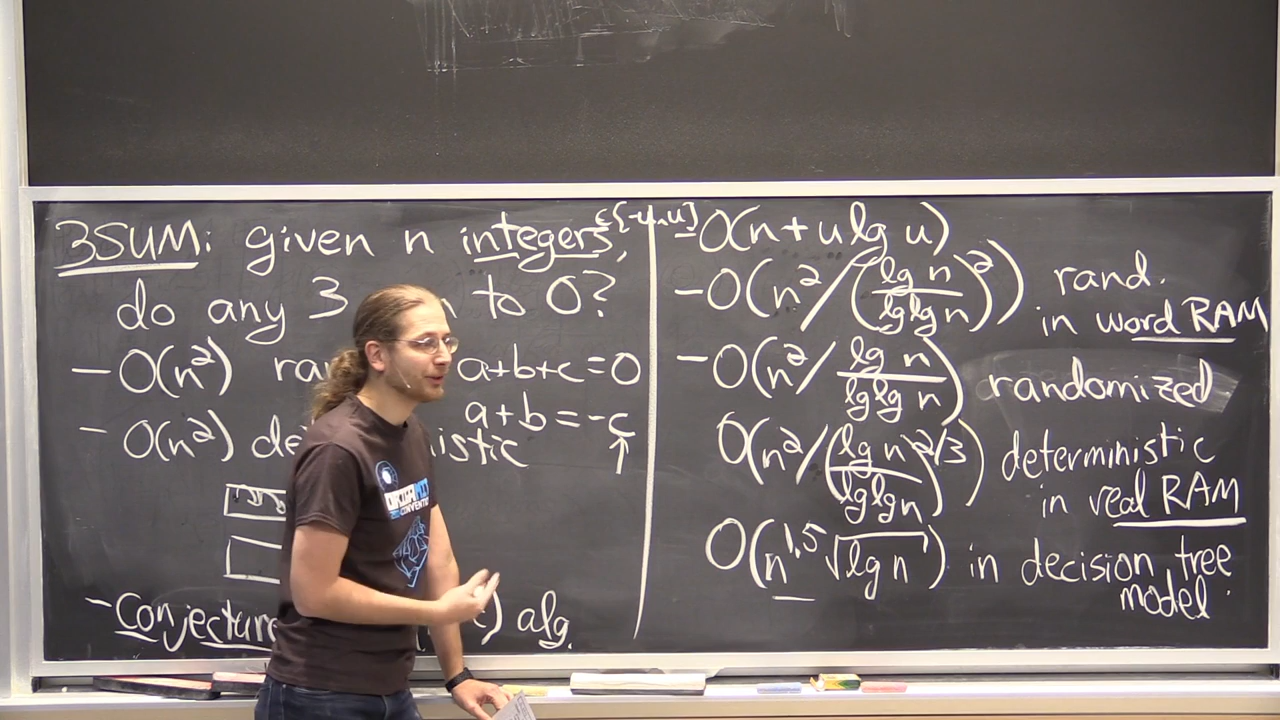 3SUM: given n integers, ∈{-u..u}
do any 3 to 0?
- O(n²) a+b+c=0
a+b=-c
↑
- O(n²)
- Conjecture alg.
- O(n+u lg u)
- O(n²/(lg n/lglg n)²) rand. in word RAM
- O(n²/ lg n/lglg n) randomized
O(n²/(lg n/lglg n)^2/3) deterministic in real RAM
O(n^1.5 √lg n) in decision tree model.
CONVENTION